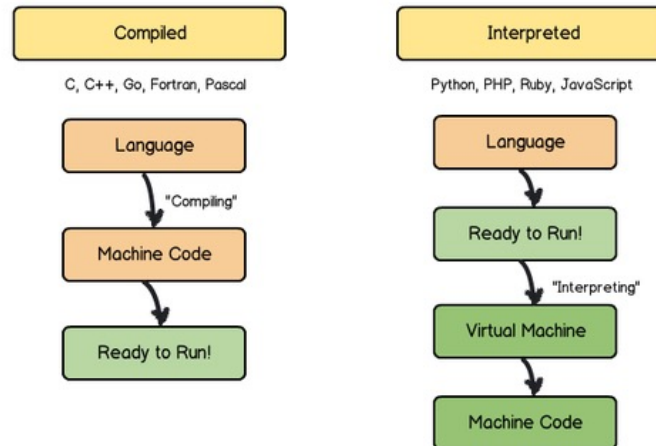 Compiled
C, C++, Go, Fortran, Pascal
Language
"Compiling"
Machine Code
Ready to Run!
Interpreted
Python, PHP, Ruby, JavaScript
Language
Ready to Run!
"Interpreting"
Virtual Machine
Machine Code